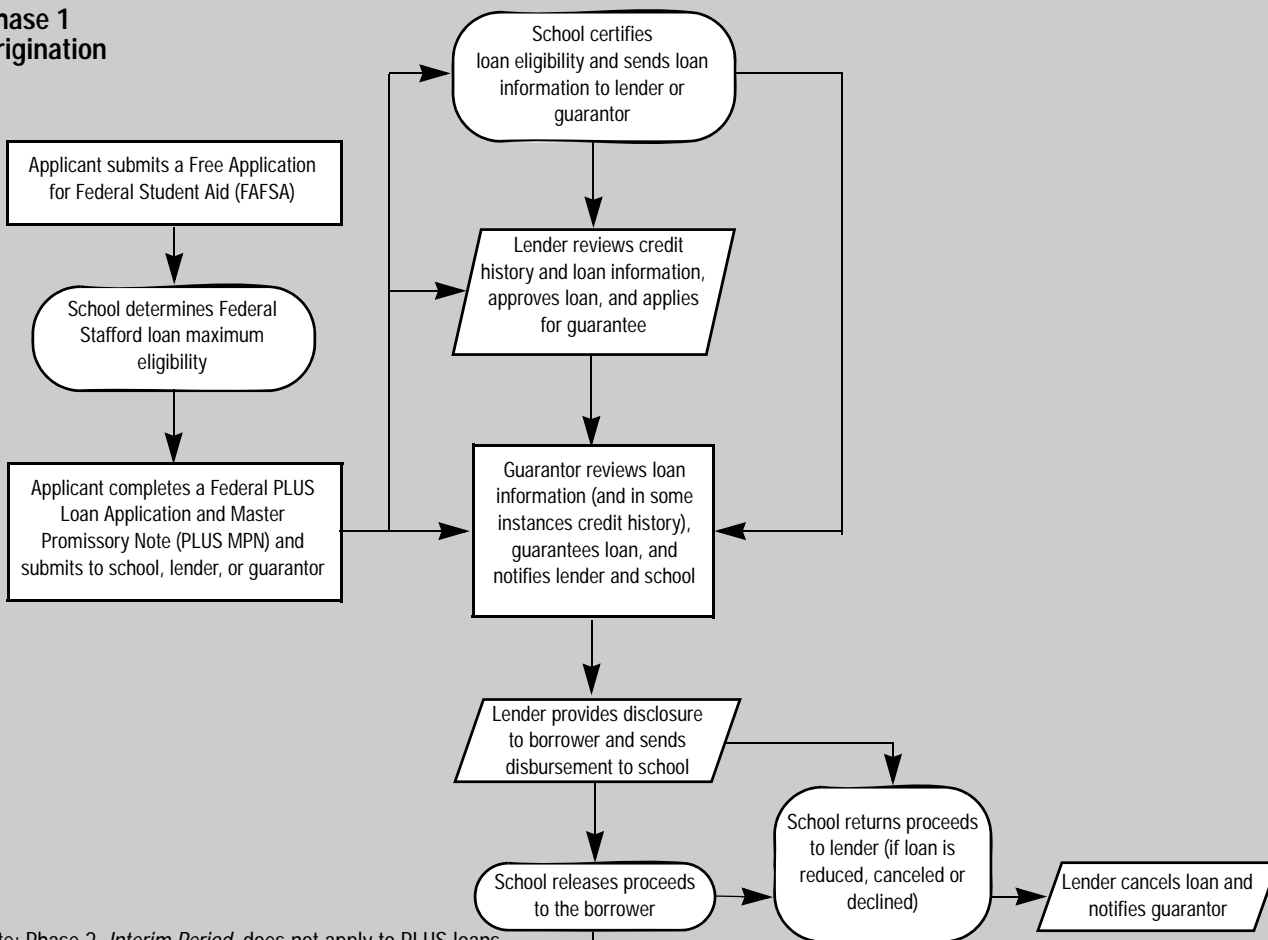 hase 1
rigination
School certifies
loan eligibility and sends loan
information to lender or
guarantor
Applicant submits a Free Application
for Federal Student Aid (FAFSA)
Lender reviews credit
history and loan information,
approves loan, and applies
for guarantee
School determines Federal
Stafford loan maximum
eligibility
Applicant completes a Federal PLUS
Loan Application and Master
Promissory Note (PLUS MPN) and
submits to school, lender, or guarantor
Guarantor reviews loan
information (and in some
instances credit history),
guarantees loan, and
notifies lender and school
Lender provides disclosure
to borrower and sends
disbursement to school
School returns proceeds
to lender (if loan is
reduced, canceled or
declined)
School releases proceeds
to the borrower
Lender cancels loan and
notifies guarantor
te: Phase 2, Interim Period, does not apply to PLUS loans